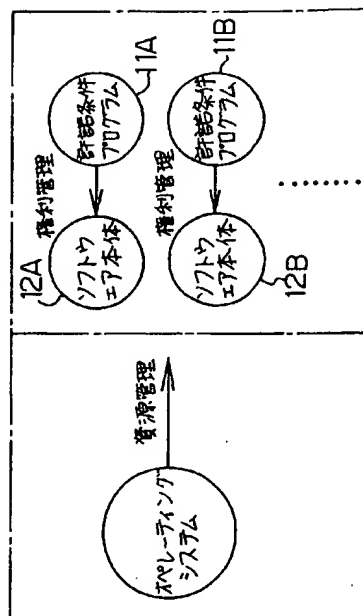 オペレーティング
システム
資源管理
12A
ソフトウ
ェア本体
権利管理
許諾条件
プログラム
11A
12B
ソフトウ
ェア本体
権利管理
許諾条件
プログラム
11B